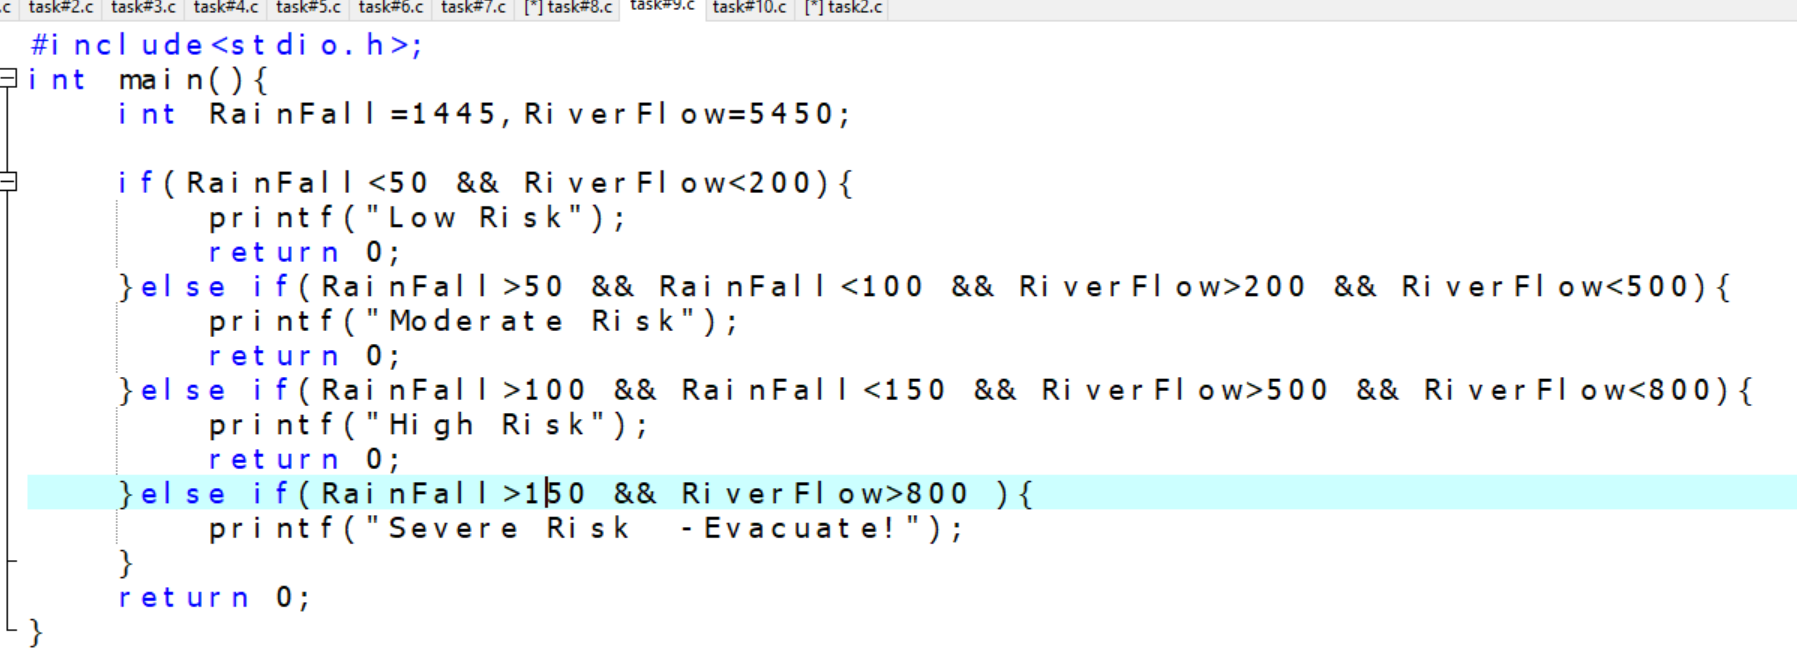 .c task#2.c task#3.c task#4.c task#5.c task#6.c task#7.c [*] task#8.c task#9.c task#10.c [*] task2.c
#include<stdio.h>;
int main(){
int RainFall=1445,RiverFlow=5450;
if(RainFall<50 && RiverFlow<200){
printf("Low Risk");
return 0;
}else if(RainFall>50 && RainFall<100 && RiverFlow>200 && RiverFlow<500){
printf("Moderate Risk");
return 0;
}else if(RainFall>100 && RainFall<150 && RiverFlow>500 && RiverFlow<800){
printf("High Risk");
return 0;
}else if(RainFall>150 && RiverFlow>800 ){
printf("Severe Risk  -Evacuate!");
}
return 0;
}